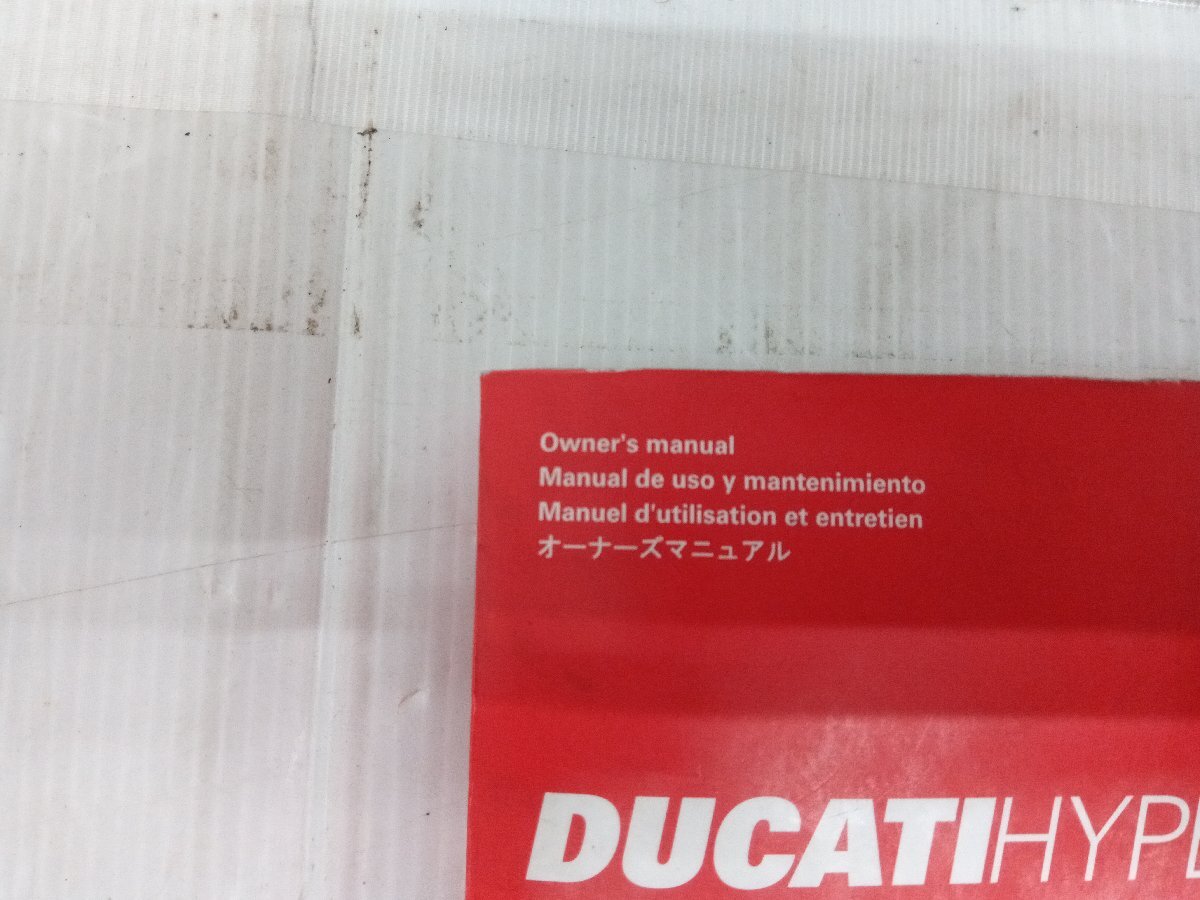 Owner's manual
Manual de uso y mantenimiento
Manuel d'utilisation et entretien
オーナーズマニュアル
DUCATIHYPE